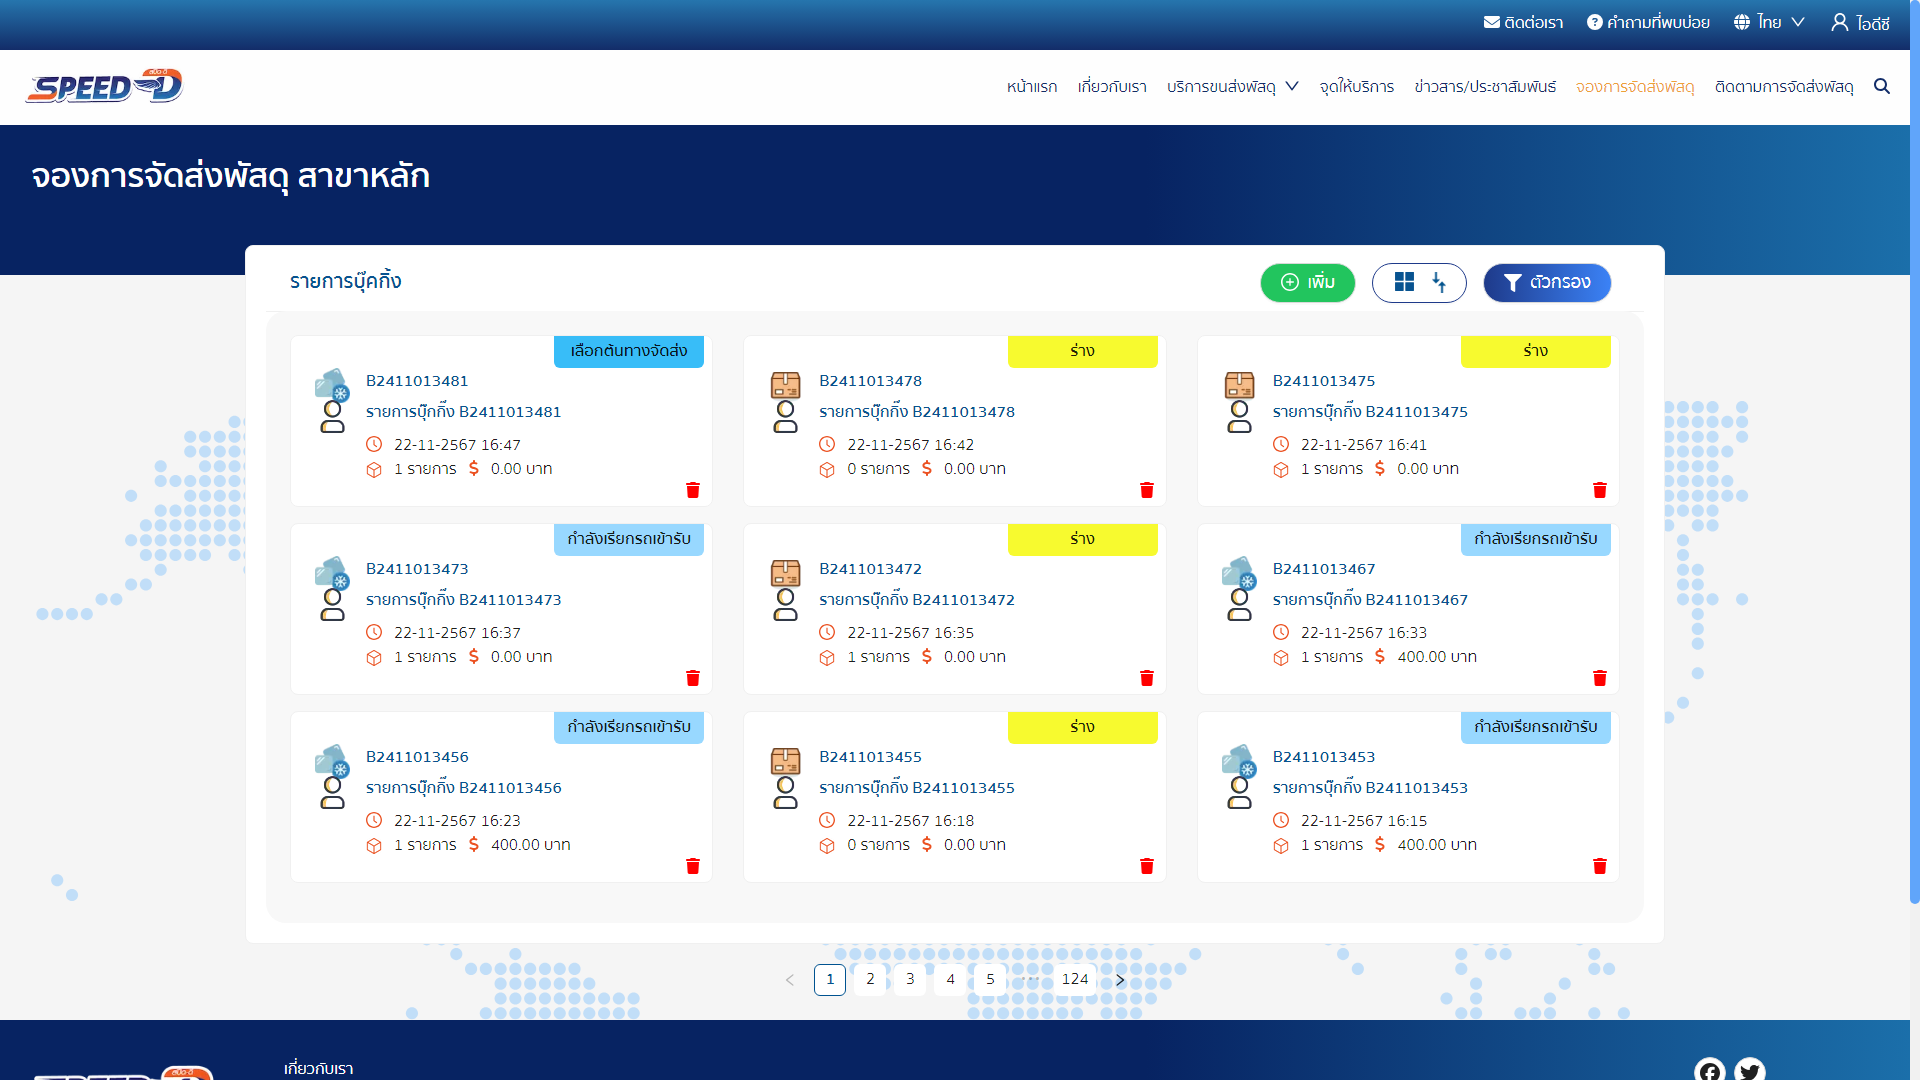 ติดต่อเรา คำถามที่พบบ่อย ไทย ไอดีซี
SPEED-D สปีด-ดี
หน้าแรก เกี่ยวกับเรา บริการขนส่งพัสดุ จุดให้บริการ ข่าวสาร/ประชาสัมพันธ์ จองการจัดส่งพัสดุ ติดตามการจัดส่งพัสดุ
จองการจัดส่งพัสดุ สาขาหลัก
รายการบุ๊คกิ้ง
เพิ่ม
ตัวกรอง
เลือกต้นทางจัดส่ง
B2411013481
รายการบุ๊กกิ๊ง B2411013481
22-11-2567 16:47
1 รายการ $ 0.00 บาท
ร่าง
B2411013478
รายการบุ๊กกิ๊ง B2411013478
22-11-2567 16:42
0 รายการ $ 0.00 บาท
ร่าง
B2411013475
รายการบุ๊กกิ๊ง B2411013475
22-11-2567 16:41
1 รายการ $ 0.00 บาท
กำลังเรียกรถเข้ารับ
B2411013473
รายการบุ๊กกิ๊ง B2411013473
22-11-2567 16:37
1 รายการ $ 0.00 บาท
ร่าง
B2411013472
รายการบุ๊กกิ๊ง B2411013472
22-11-2567 16:35
1 รายการ $ 0.00 บาท
กำลังเรียกรถเข้ารับ
B2411013467
รายการบุ๊กกิ๊ง B2411013467
22-11-2567 16:33
1 รายการ $ 400.00 บาท
กำลังเรียกรถเข้ารับ
B2411013456
รายการบุ๊กกิ๊ง B2411013456
22-11-2567 16:23
1 รายการ $ 400.00 บาท
ร่าง
B2411013455
รายการบุ๊กกิ๊ง B2411013455
22-11-2567 16:18
0 รายการ $ 0.00 บาท
กำลังเรียกรถเข้ารับ
B2411013453
รายการบุ๊กกิ๊ง B2411013453
22-11-2567 16:15
1 รายการ $ 400.00 บาท
1 2 3 4 5 ••• 124
เกี่ยวกับเรา